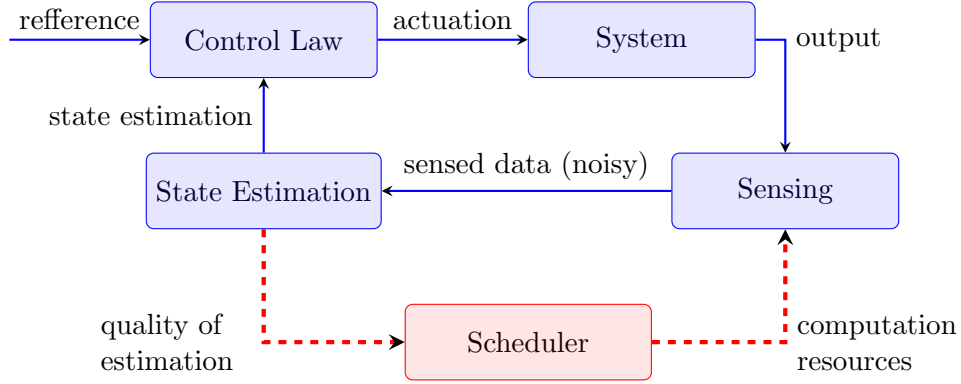 refference
Control Law
actuation
System
output
state estimation
State Estimation
sensed data (noisy)
Sensing
quality of
estimation
Scheduler
computation
resources